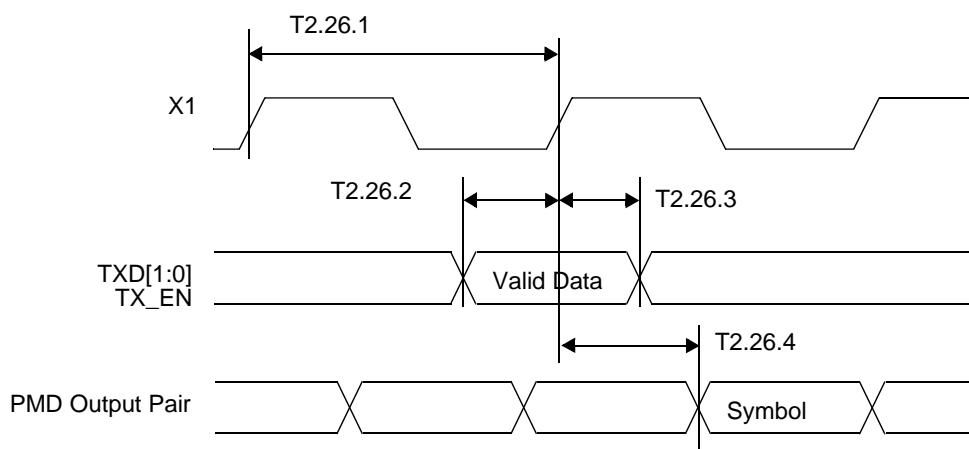 T2.26.1
X1
T2.26.2
T2.26.3
TXD[1:0]
TX_EN
Valid Data
T2.26.4
PMD Output Pair
Symbol